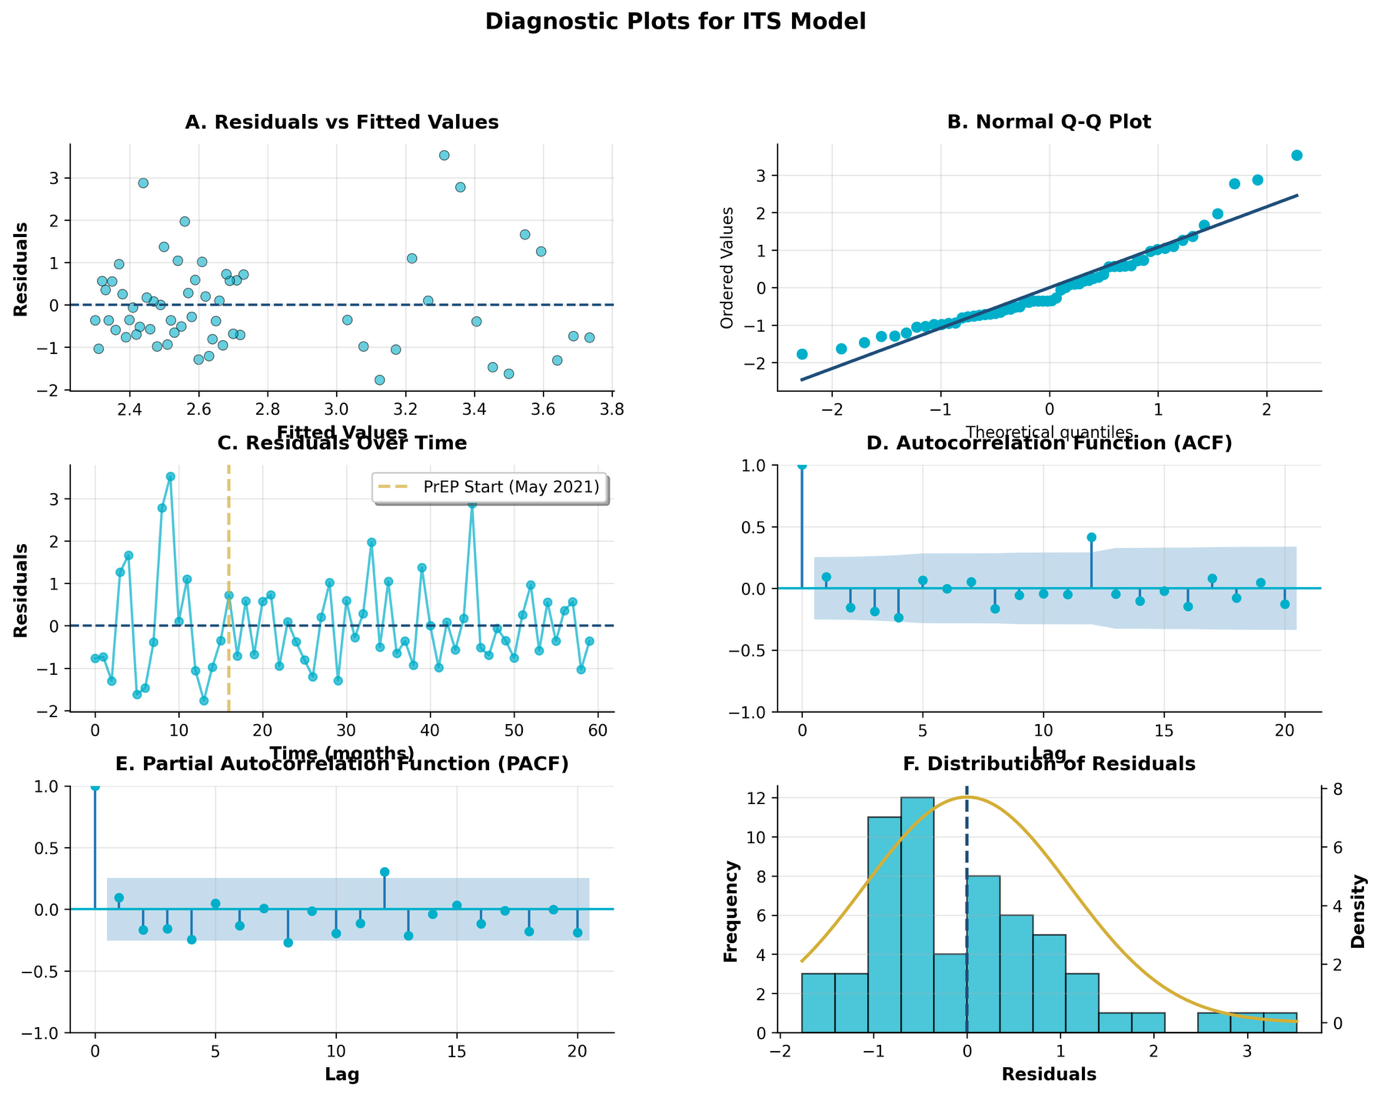 Diagnostic Plots for ITS Model
A. Residuals vs Fitted Values
Residuals
3
2
1
0
−1
−2
2.4 2.6 2.8 3.0 3.2 3.4 3.6 3.8
Fitted Values
B. Normal Q-Q Plot
Ordered Values
3
2
1
0
−1
−2
−2 −1 0 1 2
Theoretical quantiles
C. Residuals Over Time
Residuals
3
2
1
0
−1
−2
PrEP Start (May 2021)
0 10 20 30 40 50 60
Time (months)
D. Autocorrelation Function (ACF)
1.0
0.5
0.0
−0.5
−1.0
0 5 10 15 20
Lag
E. Partial Autocorrelation Function (PACF)
1.0
0.5
0.0
−0.5
−1.0
0 5 10 15 20
Lag
F. Distribution of Residuals
Frequency
12
10
8
6
4
2
0
−2 −1 0 1 2 3
Residuals
8
6
4
2
0
Density